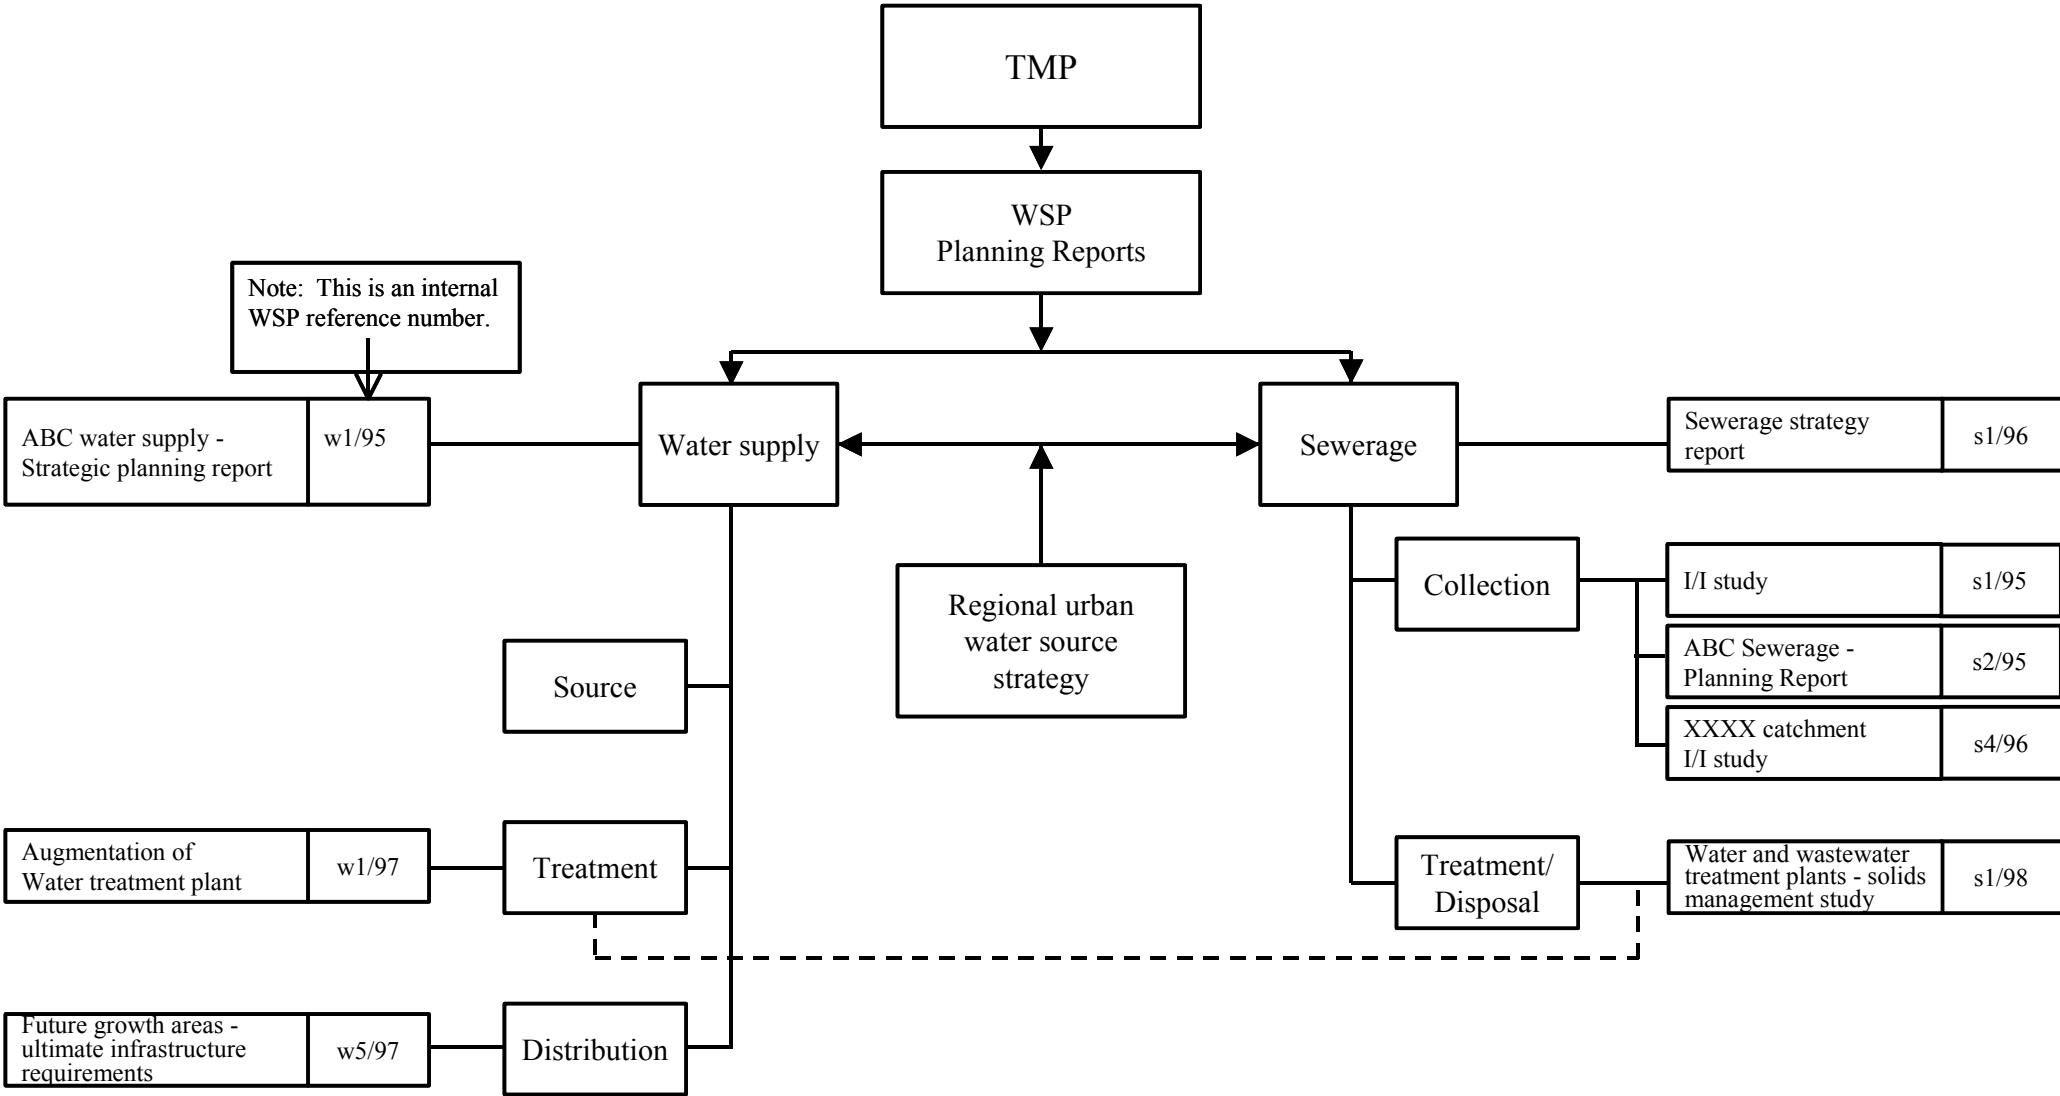 TMP
WSP
Planning Reports
Note:  This is an internal
WSP reference number.
ABC water supply -
Strategic planning report
w1/95
Water supply
Sewerage
Sewerage strategy
report
s1/96
Regional urban
water source
strategy
Collection
I/I study
s1/95
ABC Sewerage -
Planning Report
s2/95
XXXX catchment
I/I study
s4/96
Source
Augmentation of
Water treatment plant
w1/97
Treatment
Treatment/
Disposal
Water and wastewater
treatment plants - solids
management study
s1/98
Future growth areas -
ultimate infrastructure
requirements
w5/97
Distribution